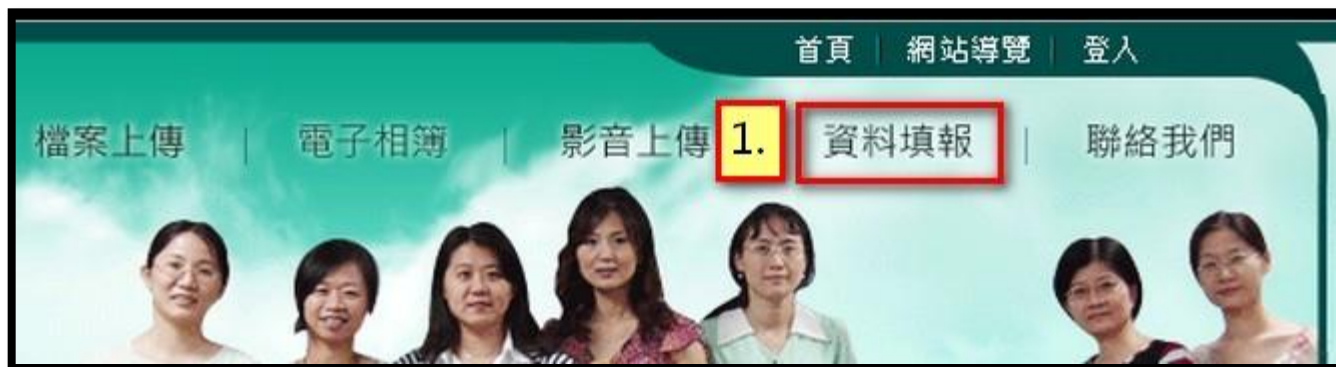 首頁 | 網站導覽 | 登入
檔案上傳 | 電子相簿 | 影音上傳 1. 資料填報 | 聯絡我們